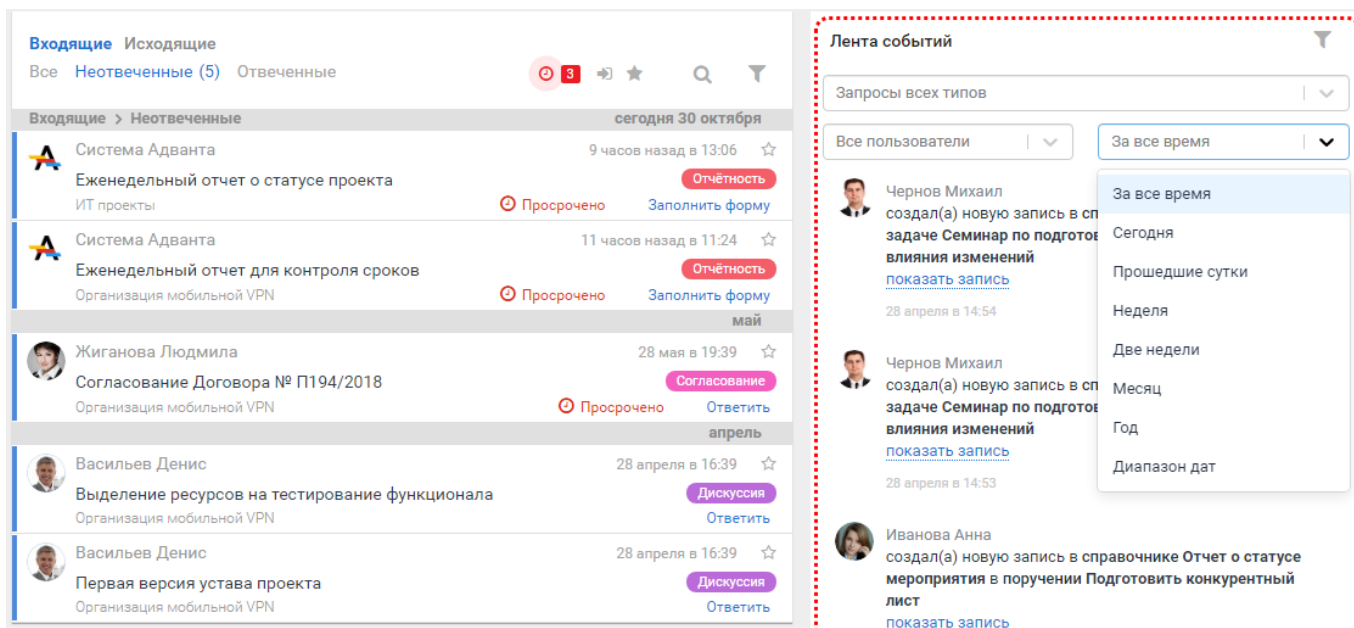 Входящие Исходящие
Все Неотвеченные (5) Отвеченные
3
Входящие > Неотвеченные сегодня 30 октября
Система Адванта 9 часов назад в 13:06
Еженедельный отчет о статусе проекта Отчётность
ИТ проекты Просрочено Заполнить форму
Система Адванта 11 часов назад в 11:24
Еженедельный отчет для контроля сроков Отчётность
Организация мобильной VPN Просрочено Заполнить форму
май
Жиганова Людмила 28 мая в 19:39
Согласование Договора № П194/2018 Согласование
Организация мобильной VPN Просрочено Ответить
апрель
Васильев Денис 28 апреля в 16:39
Выделение ресурсов на тестирование функционала Дискуссия
Организация мобильной VPN Ответить
Васильев Денис 28 апреля в 16:39
Первая версия устава проекта Дискуссия
Организация мобильной VPN Ответить
Лента событий
Запросы всех типов
Все пользователи За все время
За все время
Сегодня
Прошедшие сутки
Неделя
Две недели
Месяц
Год
Диапазон дат
Чернов Михаил
создал(а) новую запись в сп
задаче Семинар по подготов
влияния изменений
показать запись
28 апреля в 14:54
Чернов Михаил
создал(а) новую запись в сп
задаче Семинар по подготов
влияния изменений
показать запись
28 апреля в 14:53
Иванова Анна
создал(а) новую запись в справочнике Отчет о статусе
мероприятия в поручении Подготовить конкурентный
лист
показать запись